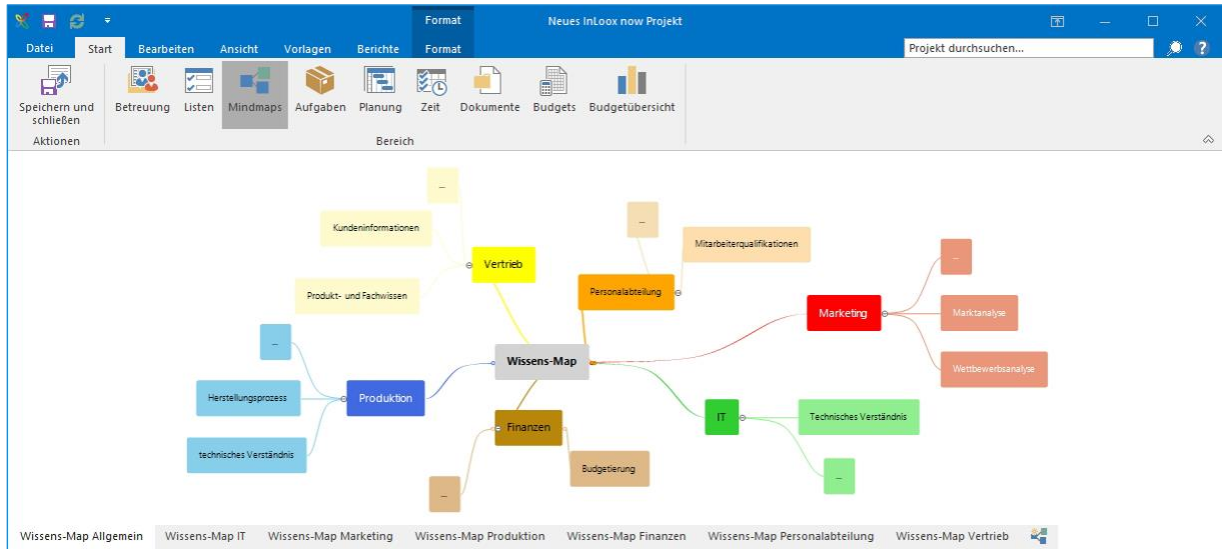 Format
Neues InLoox now Projekt
Datei
Start
Bearbeiten
Ansicht
Vorlagen
Berichte
Format
Projekt durchsuchen...
?
Speichern und
schließen
Betreuung
Listen
Mindmaps
Aufgaben
Planung
Zeit
Dokumente
Budgets
Budgetübersicht
Aktionen
Bereich
...
Kundeninformationen
Vertrieb
Produkt- und Fachwissen
...
Mitarbeiterqualifikationen
Personalabteilung
...
Marketing
Marktanalyse
Wettbewerbsanalyse
...
Herstellungsprozess
Produktion
technisches Verständnis
Wissens-Map
Finanzen
Budgetierung
...
IT
Technisches Verständnis
...
Wissens-Map Allgemein
Wissens-Map IT
Wissens-Map Marketing
Wissens-Map Produktion
Wissens-Map Finanzen
Wissens-Map Personalabteilung
Wissens-Map Vertrieb